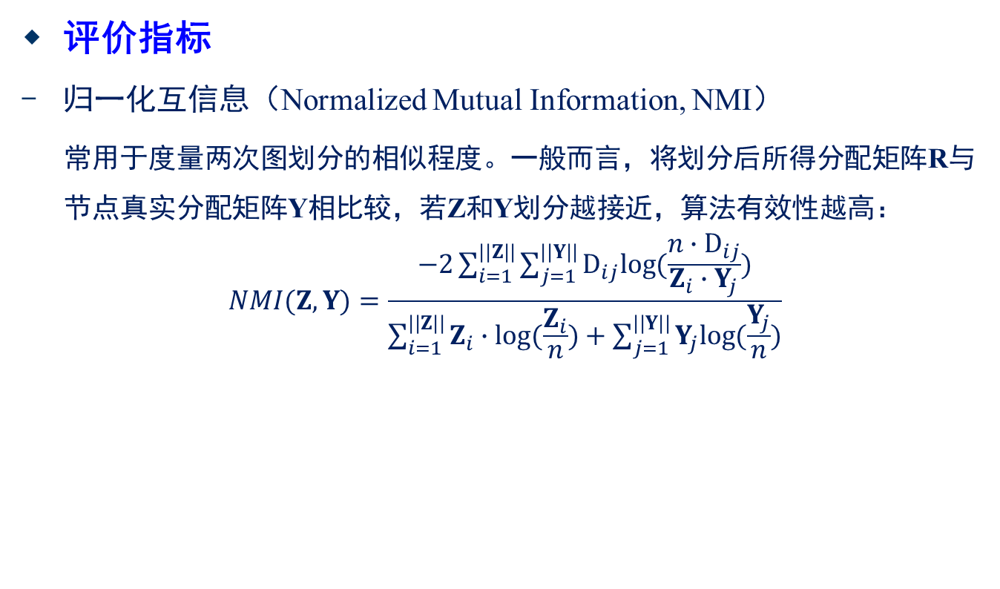 ◆ 评价指标
− 归一化互信息（Normalized Mutual Information, NMI）
常用于度量两次图划分的相似程度。一般而言，将划分后所得分配矩阵R与
节点真实分配矩阵Y相比较，若Z和Y划分越接近，算法有效性越高：
$NMI(\mathbf{Z}, \mathbf{Y}) = \frac{-2\sum_{i=1}^{||\mathbf{Z}||}\sum_{j=1}^{||\mathbf{Y}||} \mathrm{D}_{ij}\log(\frac{n \cdot \mathrm{D}_{ij}}{\mathbf{Z}_i \cdot \mathbf{Y}_j})}{\sum_{i=1}^{||\mathbf{Z}||} \mathbf{Z}_i \cdot \log(\frac{\mathbf{Z}_i}{n}) + \sum_{j=1}^{||\mathbf{Y}||} \mathbf{Y}_j\log(\frac{\mathbf{Y}_j}{n})}$